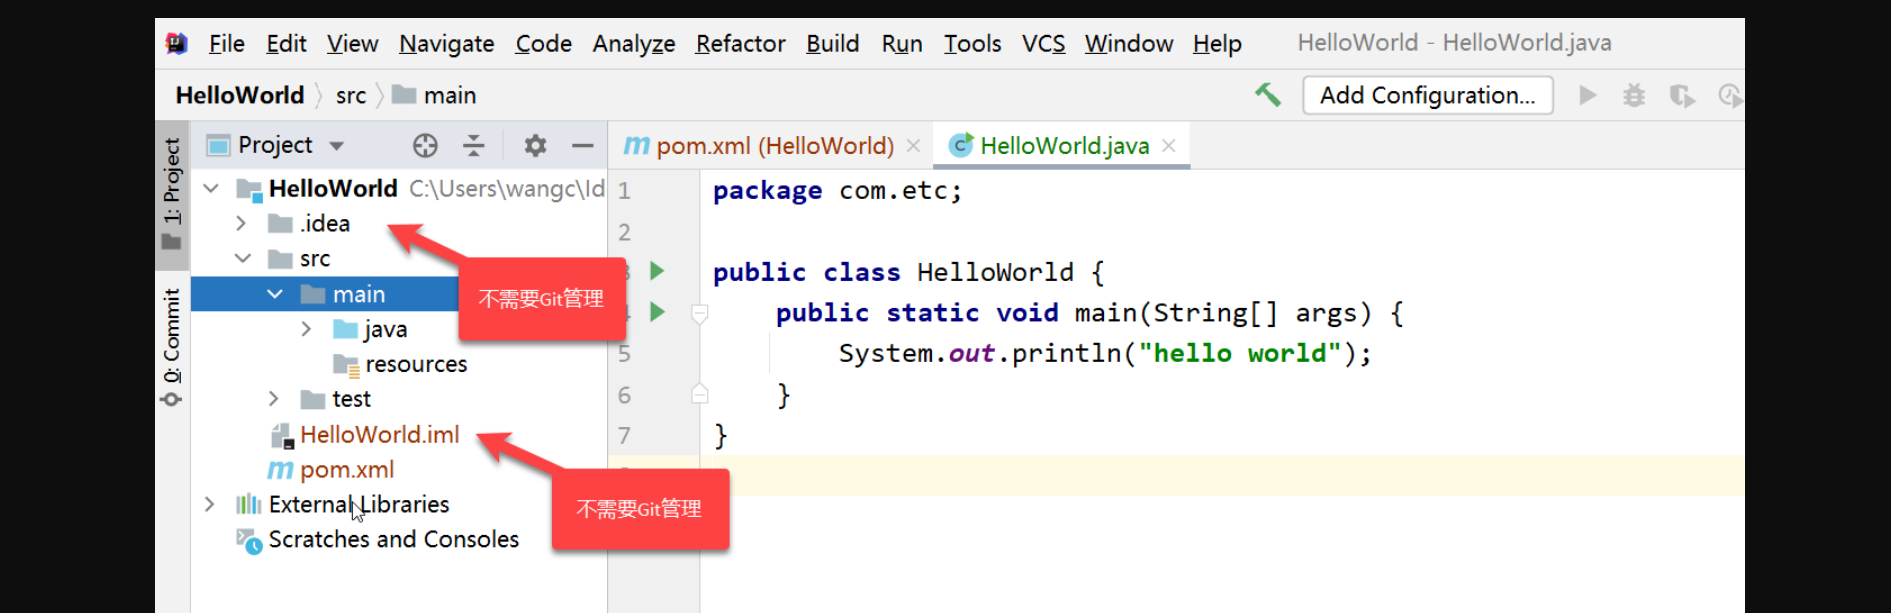 File Edit View Navigate Code Analyze Refactor Build Run Tools VCS Window Help HelloWorld - HelloWorld.java
HelloWorld src main
Add Configuration...
1: Project
0: Commit
Project
HelloWorld C:\Users\wangc\Id
.idea
src
main
java
resources
test
HelloWorld.iml
pom.xml
External Libraries
Scratches and Consoles
不需要Git管理
不需要Git管理
pom.xml (HelloWorld) HelloWorld.java
1 package com.etc;
2
public class HelloWorld {
public static void main(String[] args) {
5 System.out.println("hello world");
6 }
7 }